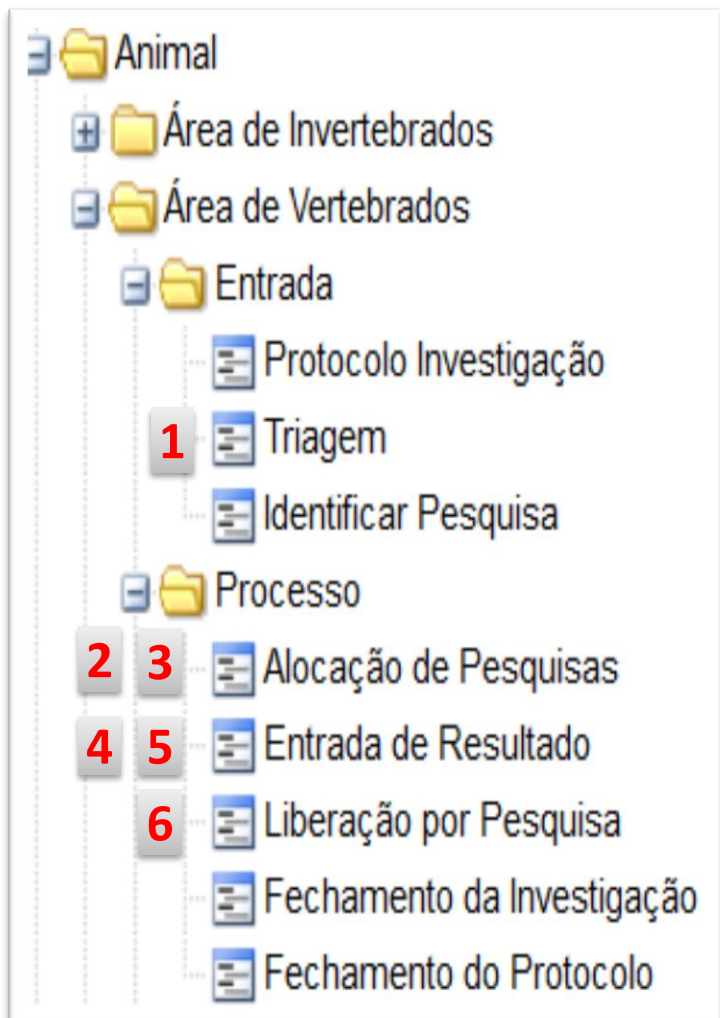 Animal
Área de Invertebrados
Área de Vertebrados
Entrada
Protocolo Investigação
1 Triagem
Identificar Pesquisa
Processo
2 3 Alocação de Pesquisas
4 5 Entrada de Resultado
6 Liberação por Pesquisa
Fechamento da Investigação
Fechamento do Protocolo